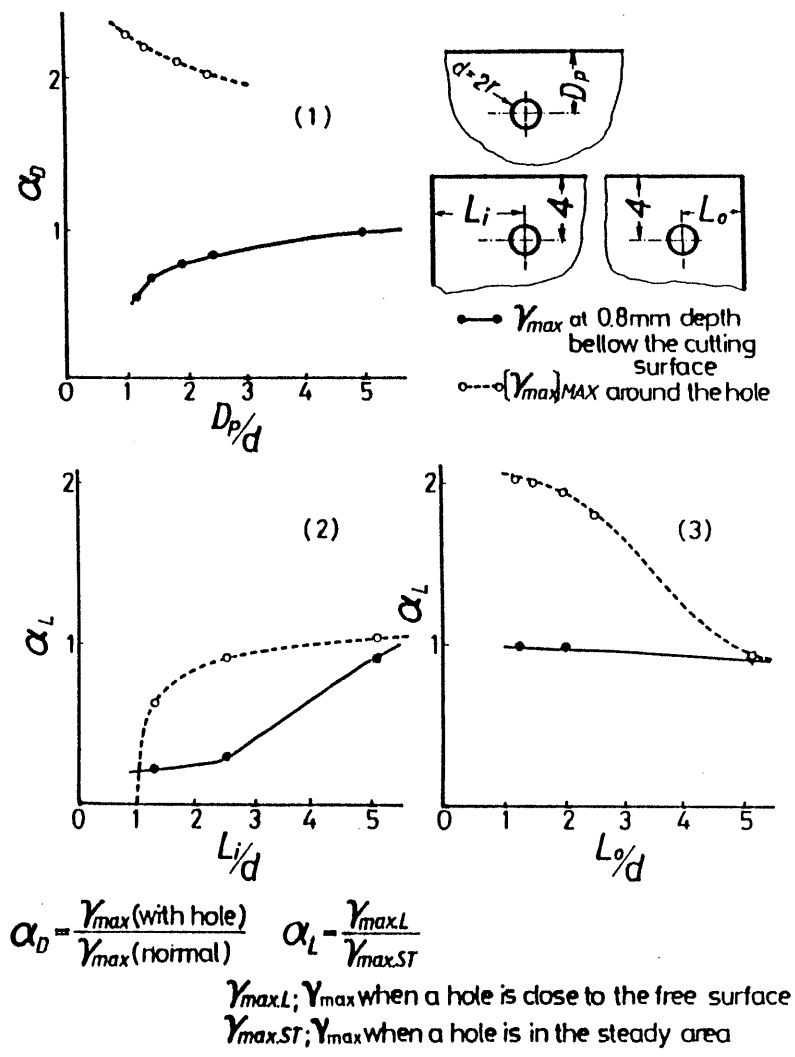 2
(1)
α_D
1
0 1 2 3 4 5
D_p/d
d=2r
D_p
L_i
4
4
L_o
γ_max at 0.8mm depth
bellow the cutting
surface
[γ_max]_MAX around the hole
2
(2)
α_L
1
0 1 2 3 4 5
L_i/d
2
(3)
α_L
1
0 1 2 3 4 5
L_o/d
α_D = γ_max(with hole) / γ_max(normal) α_L = γ_max.L / γ_max.ST
γ_max.L; γ_max when a hole is close to the free surface
γ_max.ST; γ_max when a hole is in the steady area